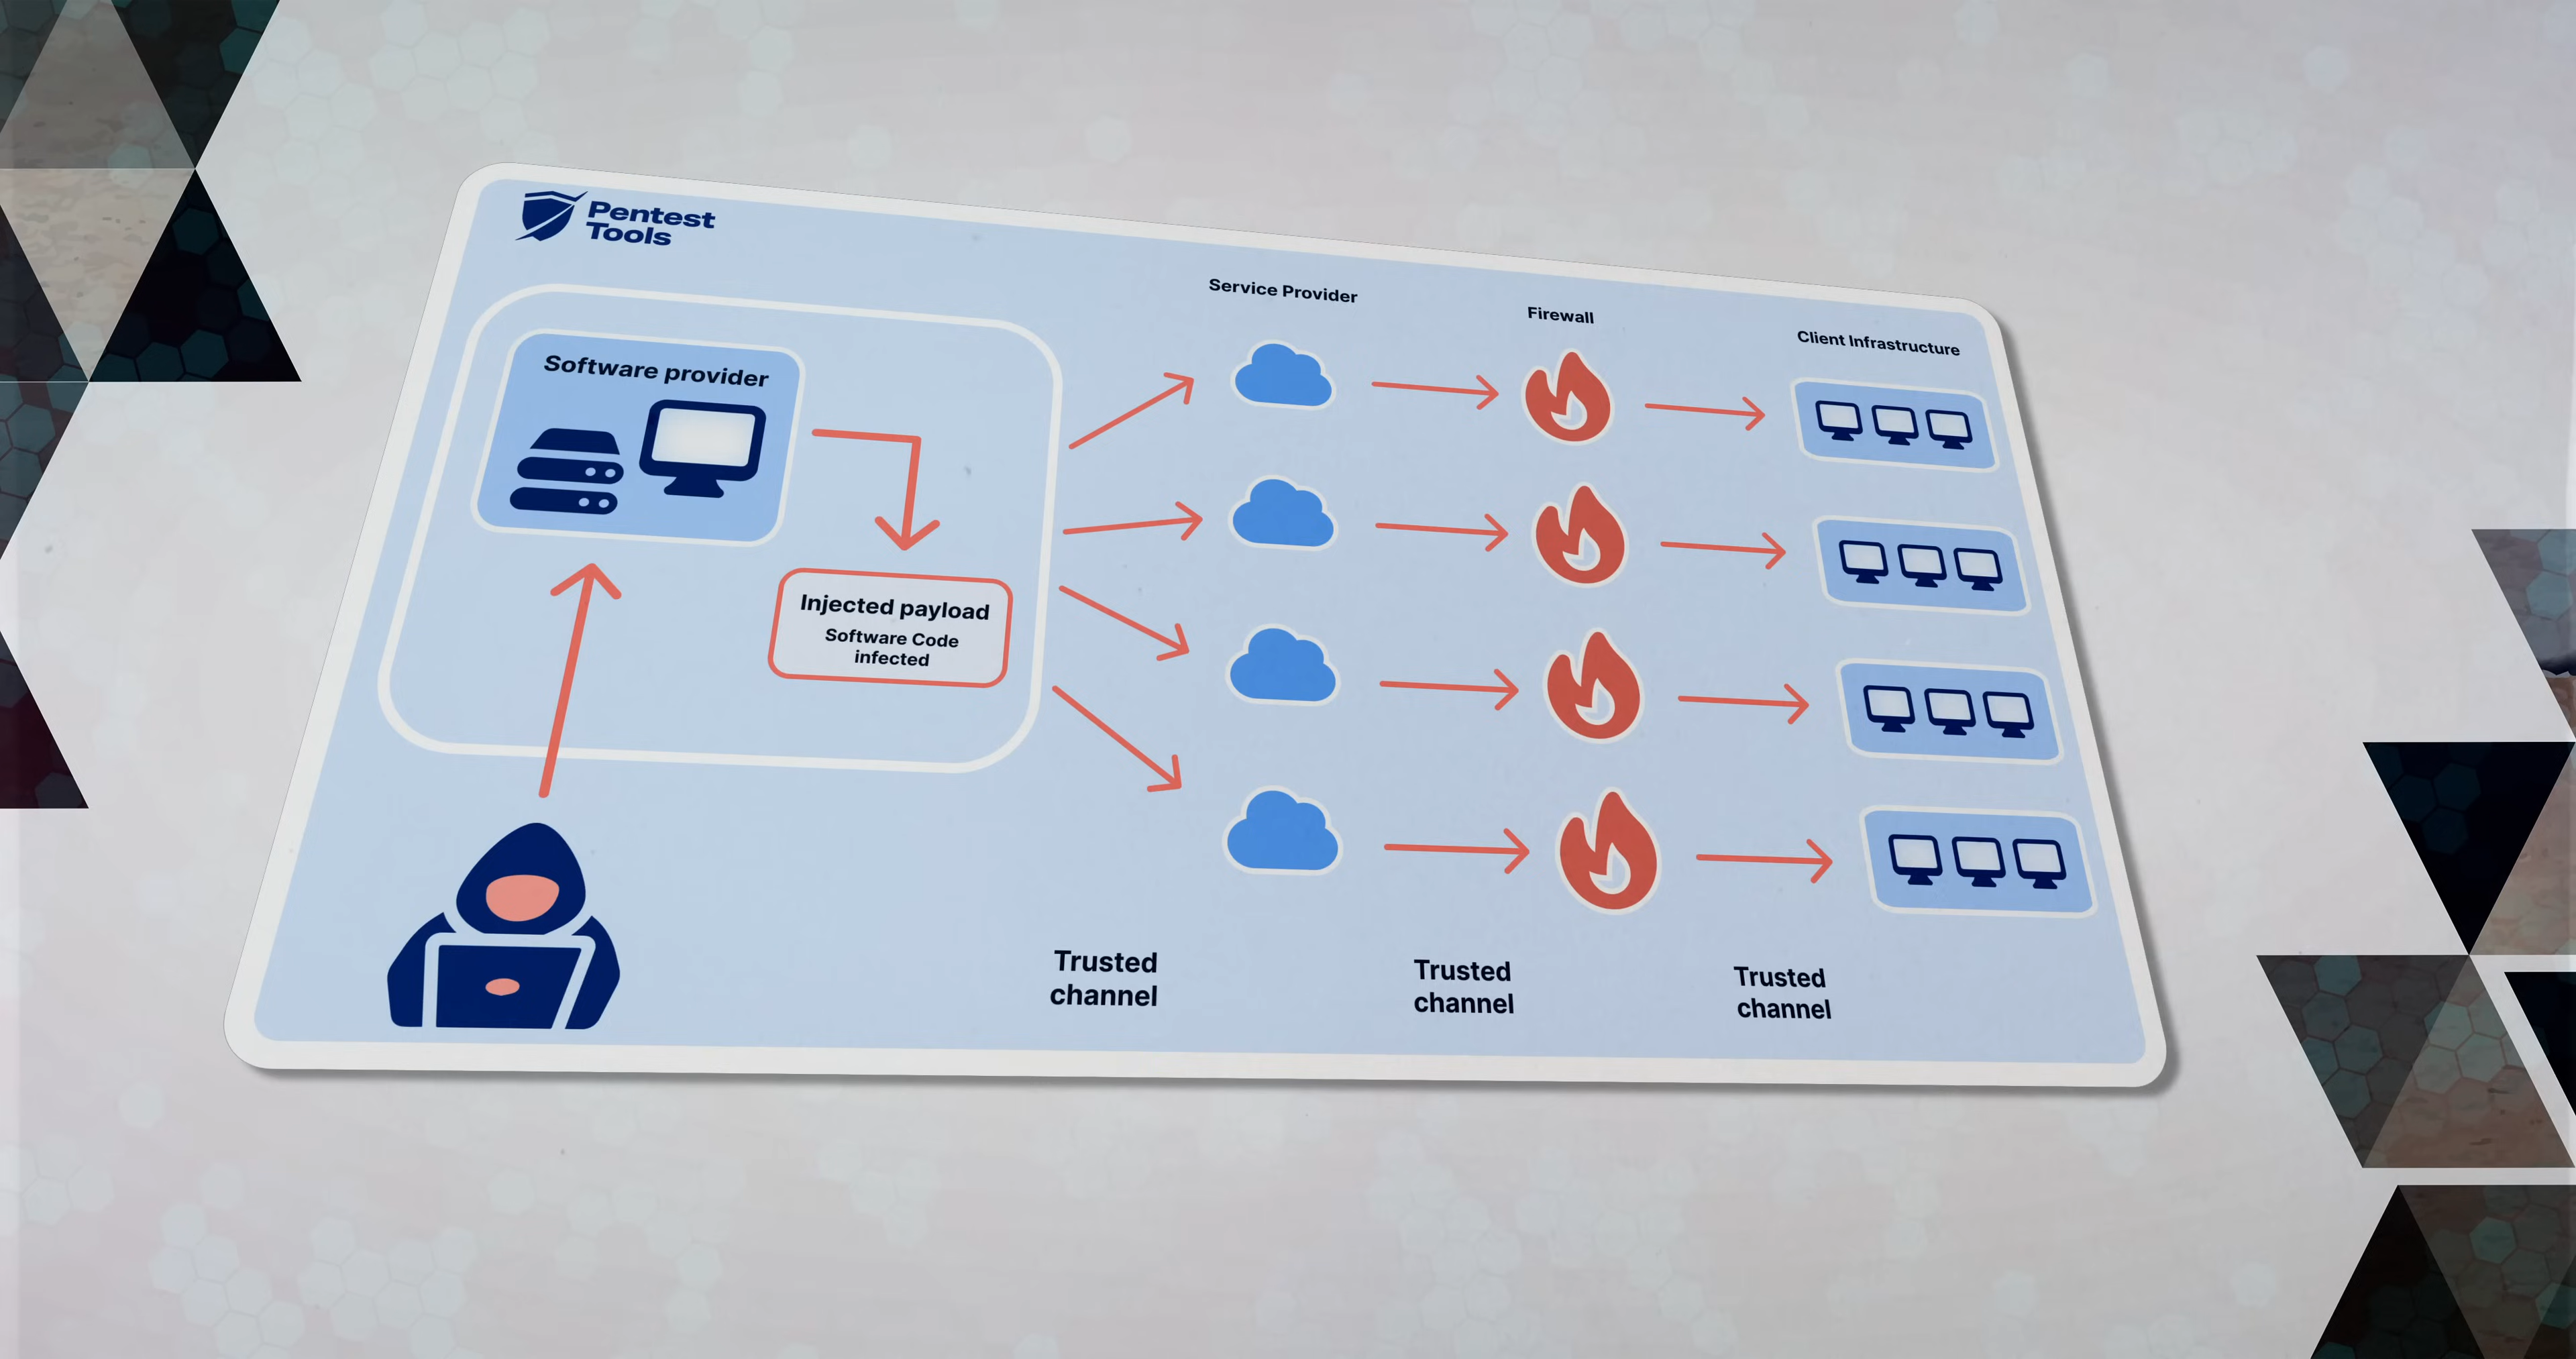 Pentest
Tools
Service Provider
Firewall
Client Infrastructure
Software provider
Injected payload
Software Code
infected
Trusted
channel
Trusted
channel
Trusted
channel